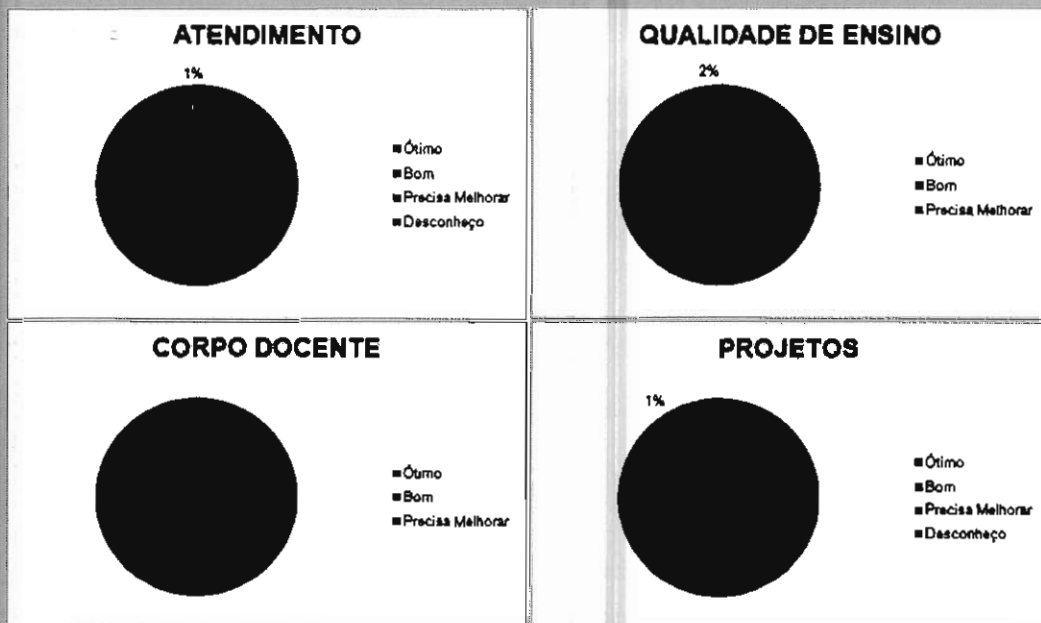 ATENDIMENTO
1%
Ótimo
Bom
Precisa Melhorar
Desconheço
QUALIDADE DE ENSINO
2%
Ótimo
Bom
Precisa Melhorar
CORPO DOCENTE
Ótimo
Bom
Precisa Melhorar
PROJETOS
1%
Ótimo
Bom
Precisa Melhorar
Desconheço